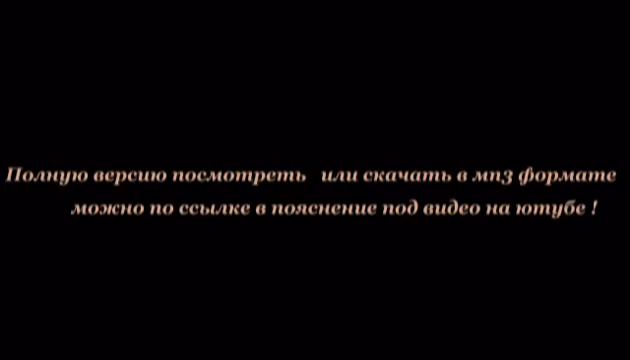 Полную версию посмотреть или скачать в мп3 формате
можно по ссылке в пояснение под видео на ютубе !